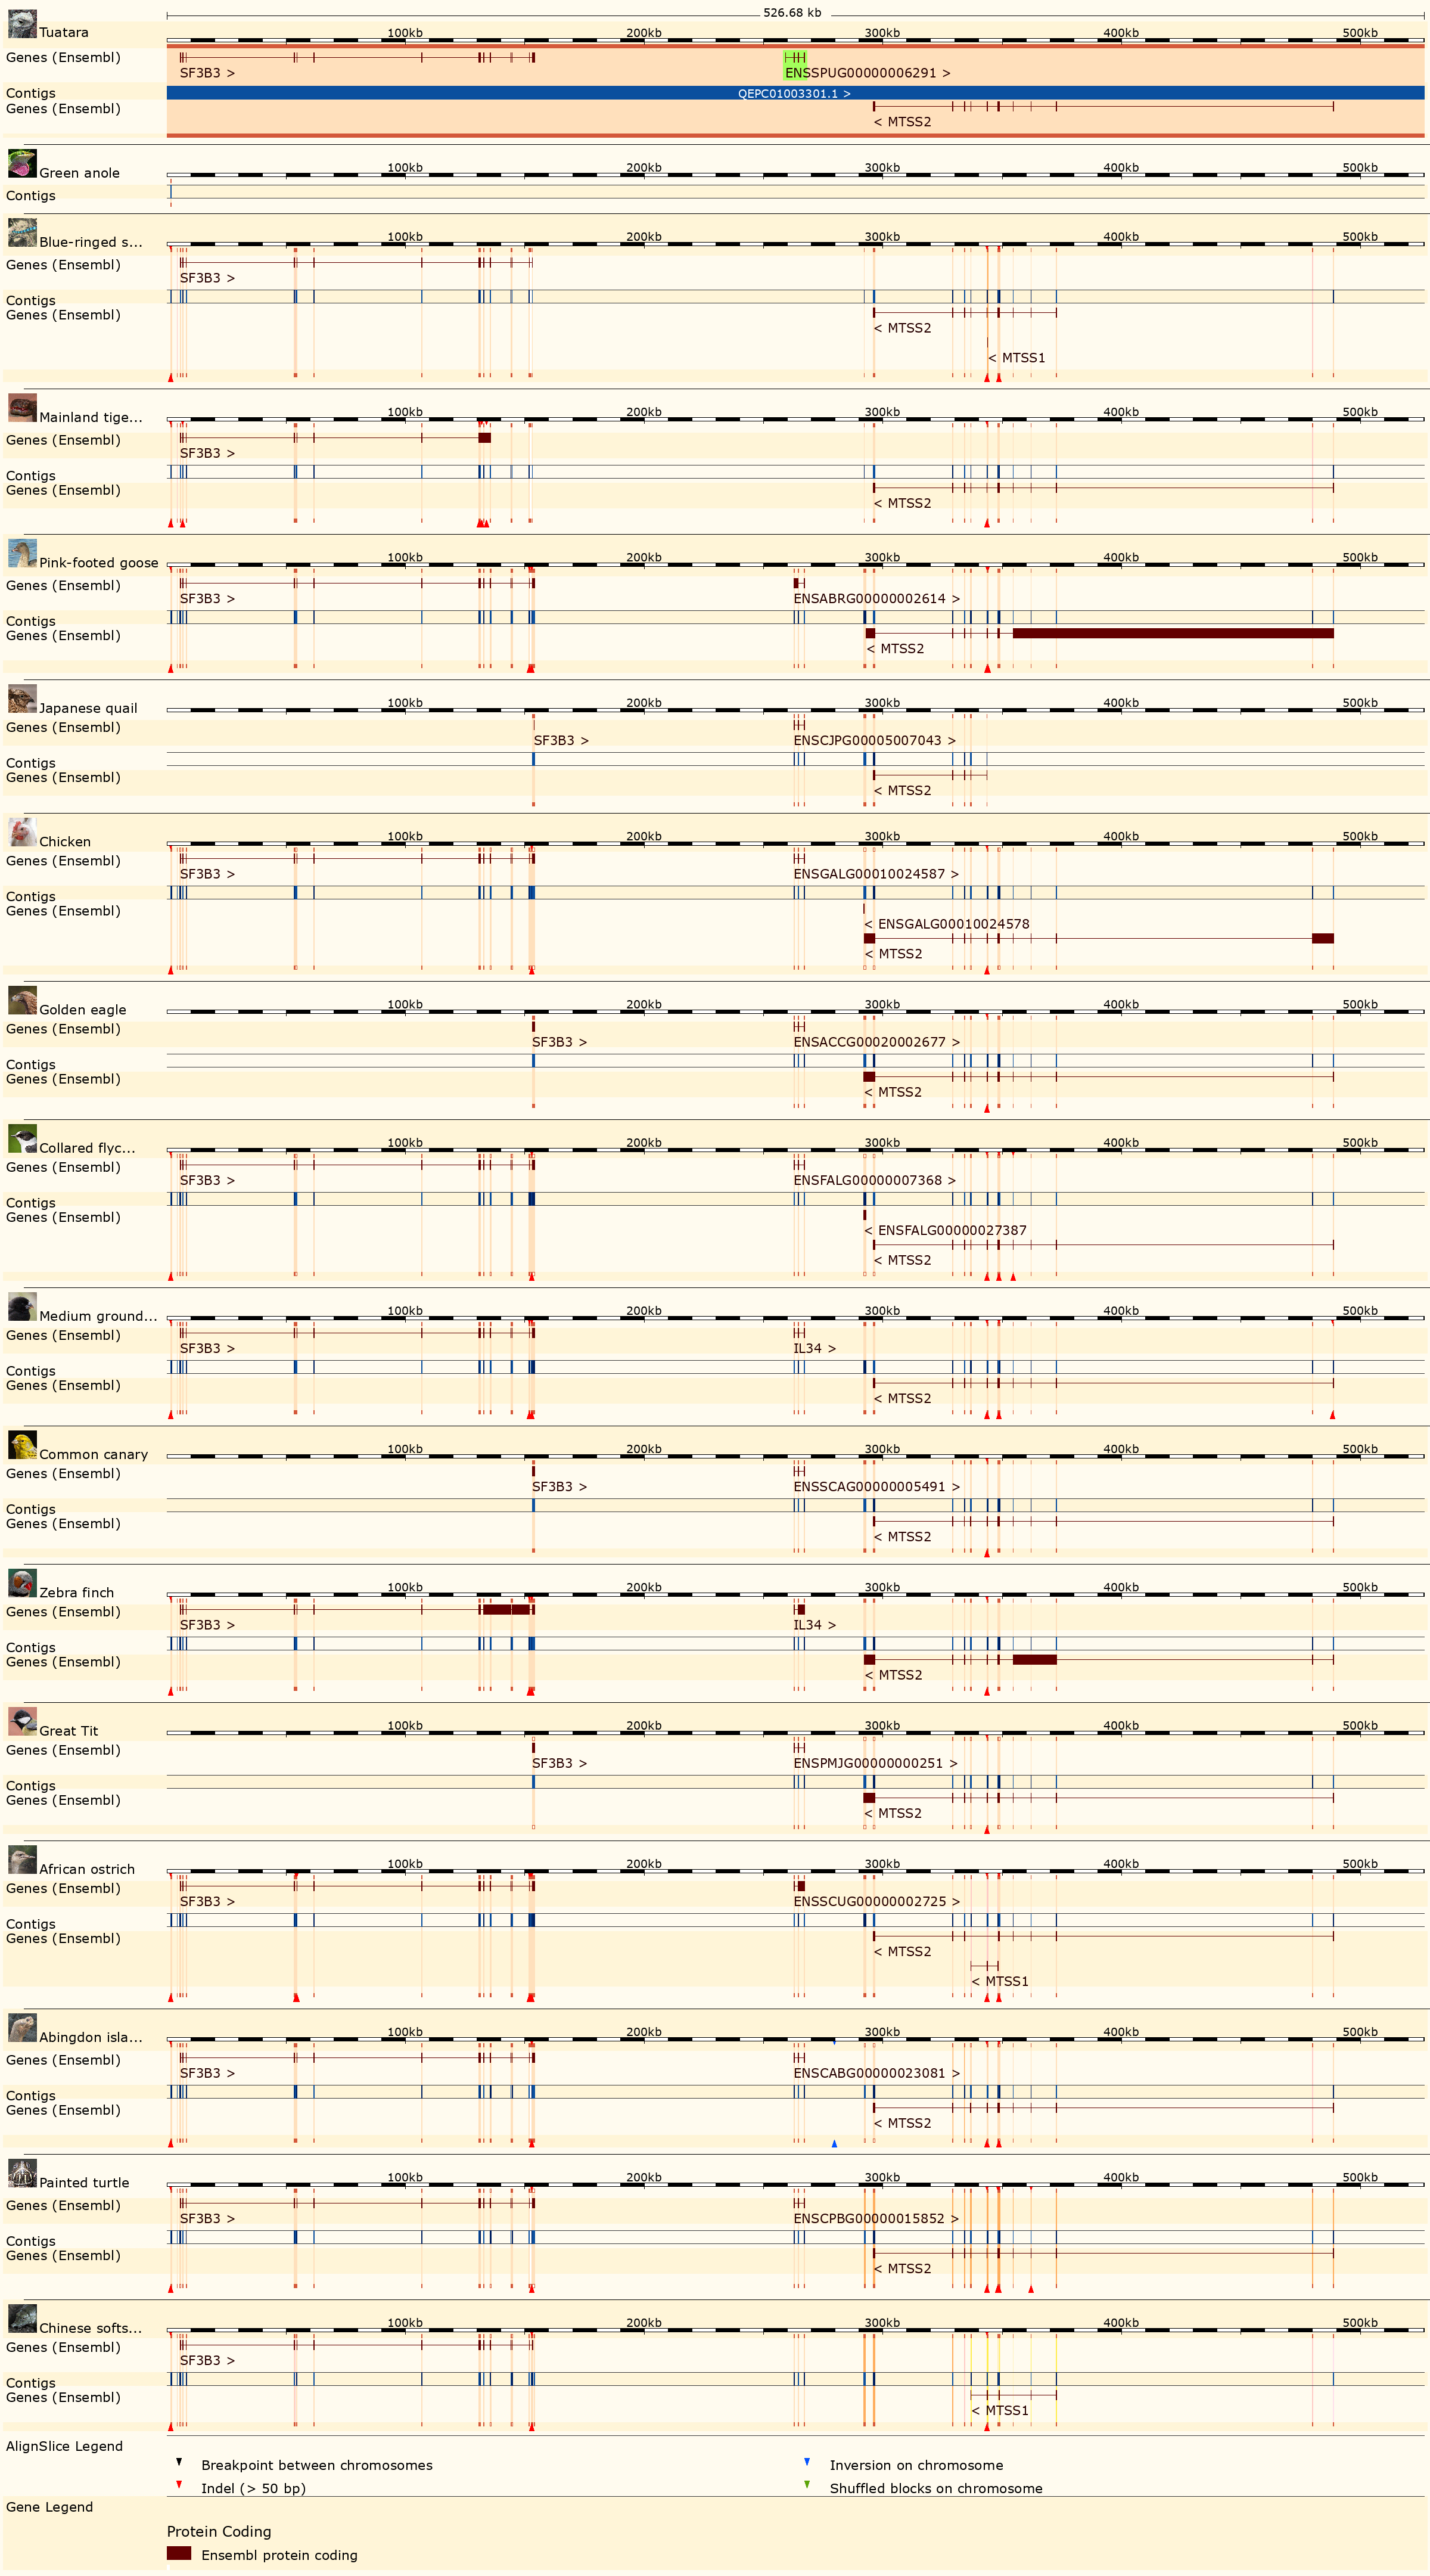 526.68 kb
Tuatara
100kb 200kb 300kb 400kb 500kb
Genes (Ensembl)
SF3B3 > ENSSPUG00000006291 >
Contigs QEPC01003301.1 >
Genes (Ensembl)
< MTSS2
Green anole 100kb 200kb 300kb 400kb 500kb
Contigs
Blue-ringed s... 100kb 200kb 300kb 400kb 500kb
Genes (Ensembl)
SF3B3 >
Contigs
Genes (Ensembl)
< MTSS2
< MTSS1
Mainland tige... 100kb 200kb 300kb 400kb 500kb
Genes (Ensembl)
SF3B3 >
Contigs
Genes (Ensembl)
< MTSS2
Pink-footed goose 100kb 200kb 300kb 400kb 500kb
Genes (Ensembl)
SF3B3 > ENSABRG00000002614 >
Contigs
Genes (Ensembl)
< MTSS2
Japanese quail 100kb 200kb 300kb 400kb 500kb
Genes (Ensembl)
SF3B3 > ENSCJPG00005007043 >
Contigs
Genes (Ensembl)
< MTSS2
Chicken 100kb 200kb 300kb 400kb 500kb
Genes (Ensembl)
SF3B3 > ENSGALG00010024587 >
Contigs
Genes (Ensembl)
< ENSGALG00010024578
< MTSS2
Golden eagle 100kb 200kb 300kb 400kb 500kb
Genes (Ensembl)
SF3B3 > ENSACCG00020002677 >
Contigs
Genes (Ensembl)
< MTSS2
Collared flyc... 100kb 200kb 300kb 400kb 500kb
Genes (Ensembl)
SF3B3 > ENSFALG00000007368 >
Contigs
Genes (Ensembl)
< ENSFALG00000027387
< MTSS2
Medium ground... 100kb 200kb 300kb 400kb 500kb
Genes (Ensembl)
SF3B3 > IL34 >
Contigs
Genes (Ensembl)
< MTSS2
Common canary 100kb 200kb 300kb 400kb 500kb
Genes (Ensembl)
SF3B3 > ENSSCAG00000005491 >
Contigs
Genes (Ensembl)
< MTSS2
Zebra finch 100kb 200kb 300kb 400kb 500kb
Genes (Ensembl)
SF3B3 > IL34 >
Contigs
Genes (Ensembl)
< MTSS2
Great Tit 100kb 200kb 300kb 400kb 500kb
Genes (Ensembl)
SF3B3 > ENSPMJG00000000251 >
Contigs
Genes (Ensembl)
< MTSS2
African ostrich 100kb 200kb 300kb 400kb 500kb
Genes (Ensembl)
SF3B3 > ENSSCUG00000002725 >
Contigs
Genes (Ensembl)
< MTSS2
< MTSS1
Abingdon isla... 100kb 200kb 300kb 400kb 500kb
Genes (Ensembl)
SF3B3 > ENSCABG00000023081 >
Contigs
Genes (Ensembl)
< MTSS2
Painted turtle 100kb 200kb 300kb 400kb 500kb
Genes (Ensembl)
SF3B3 > ENSCPBG00000015852 >
Contigs
Genes (Ensembl)
< MTSS2
Chinese softs... 100kb 200kb 300kb 400kb 500kb
Genes (Ensembl)
SF3B3 >
Contigs
Genes (Ensembl)
< MTSS1
AlignSlice Legend
Breakpoint between chromosomes Inversion on chromosome
Indel (> 50 bp) Shuffled blocks on chromosome
Gene Legend
Protein Coding
Ensembl protein coding